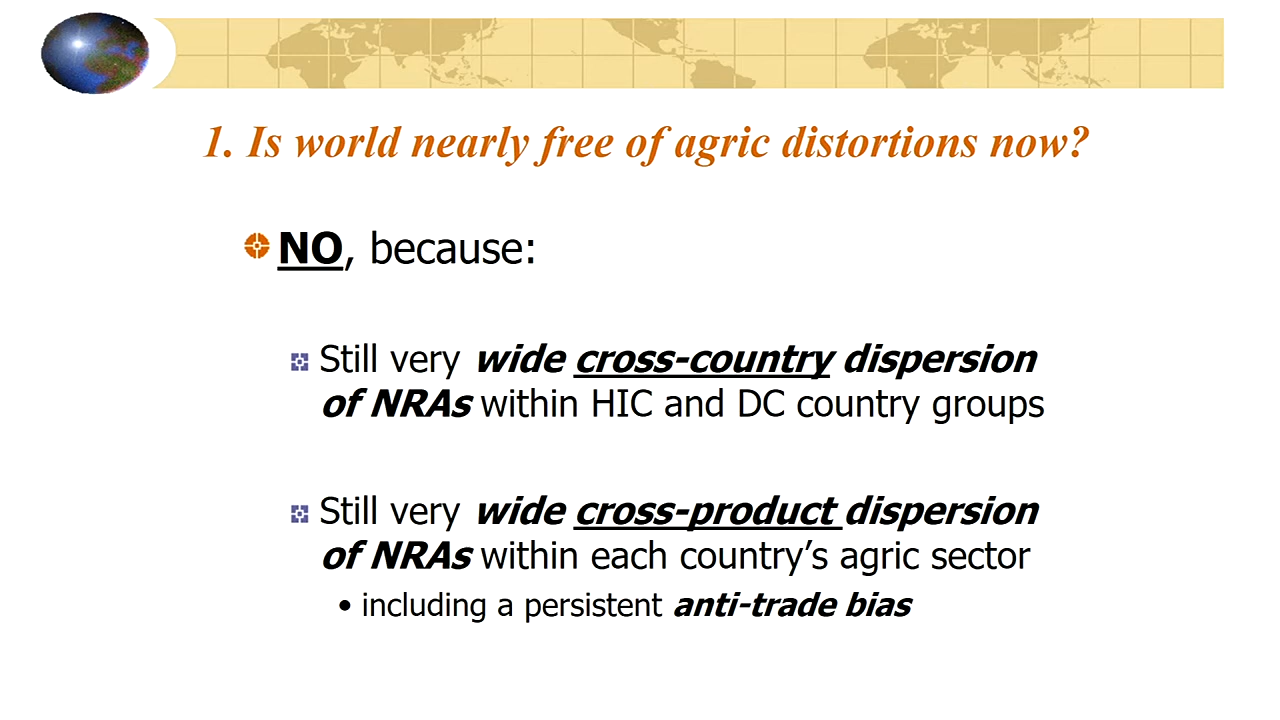 1. Is world nearly free of agric distortions now?
NO, because:
Still very wide cross-country dispersion
of NRAs within HIC and DC country groups
Still very wide cross-product dispersion
of NRAs within each country’s agric sector
• including a persistent anti-trade bias